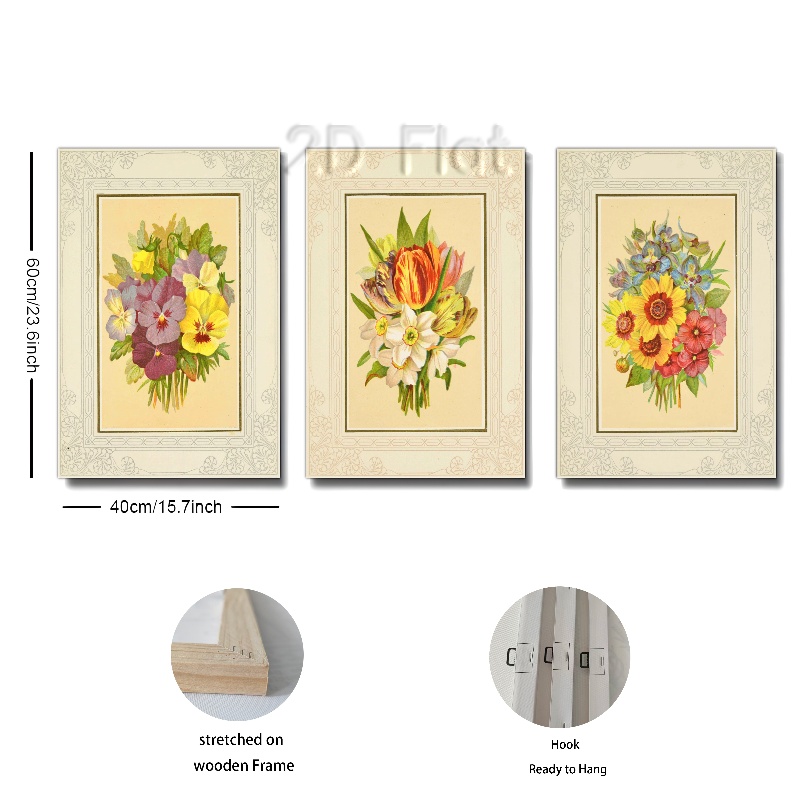 2D Flat
60cm/23.6inch
40cm/15.7inch
stretched on
wooden Frame
Hook
Ready to Hang